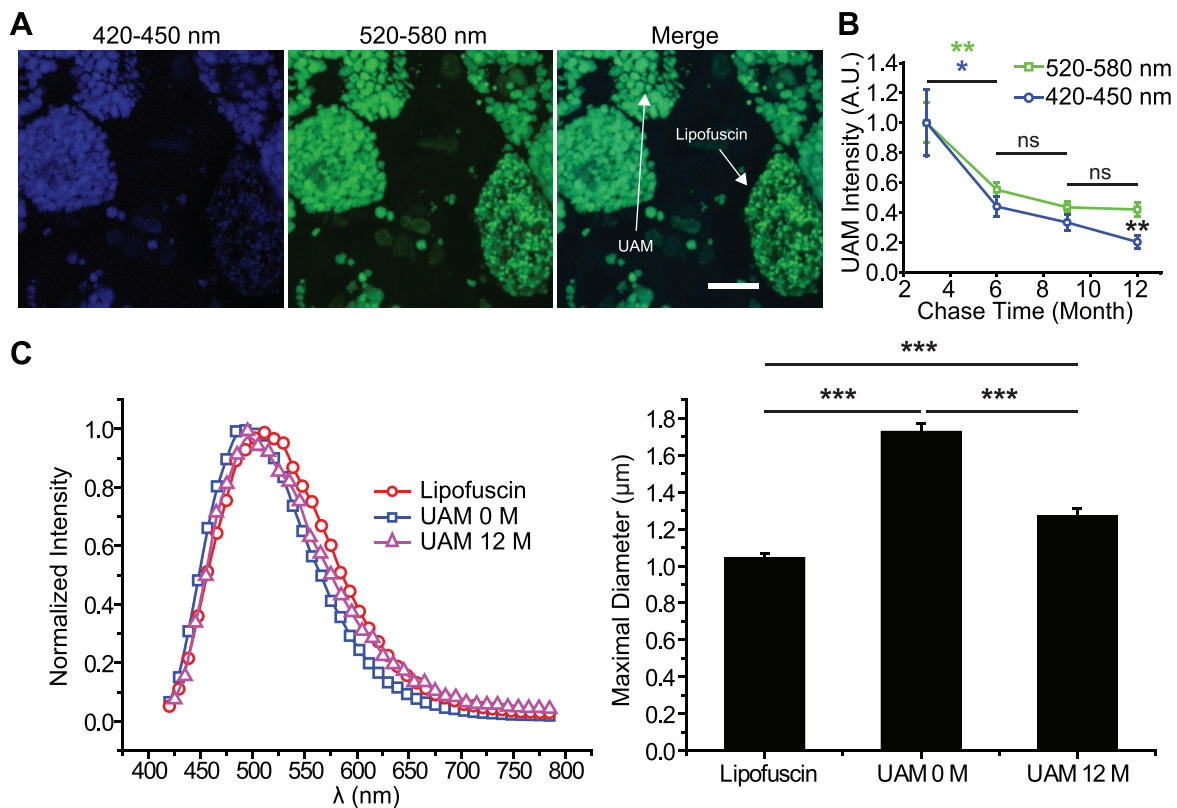 A
420-450 nm
520-580 nm
Merge
Lipofuscin
UAM
B
**
*
520-580 nm
420-450 nm
ns
ns
**
UAM Intensity (A.U.)
1.4
1.2
1.0
0.8
0.6
0.4
0.2
0.0
2 4 6 8 10 12
Chase Time (Month)
C
Normalized Intensity
1.0
0.8
0.6
0.4
0.2
0.0
Lipofuscin
UAM 0 M
UAM 12 M
400 450 500 550 600 650 700 750 800
λ (nm)
***
*** ***
Maximal Diameter (µm)
1.8
1.6
1.4
1.2
1.0
0.8
0.6
0.4
0.2
0.0
Lipofuscin UAM 0 M UAM 12 M